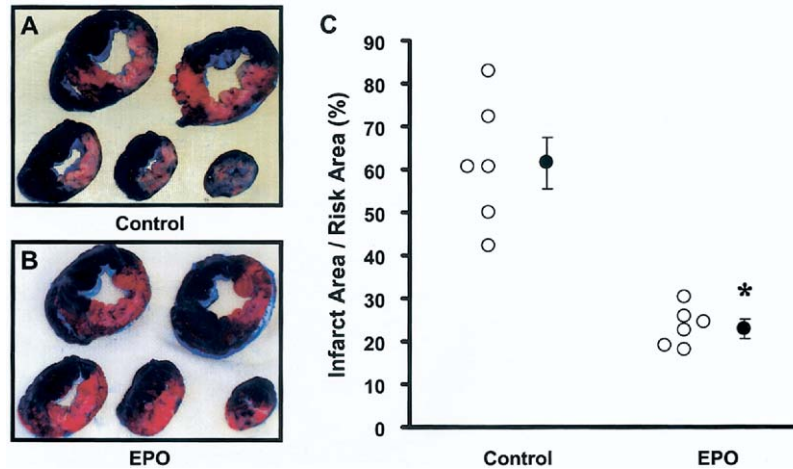 A
Control
B
EPO
C
Infarct Area / Risk Area (%)
90
80
70
60
50
40
30
20
10
0
*
Control
EPO